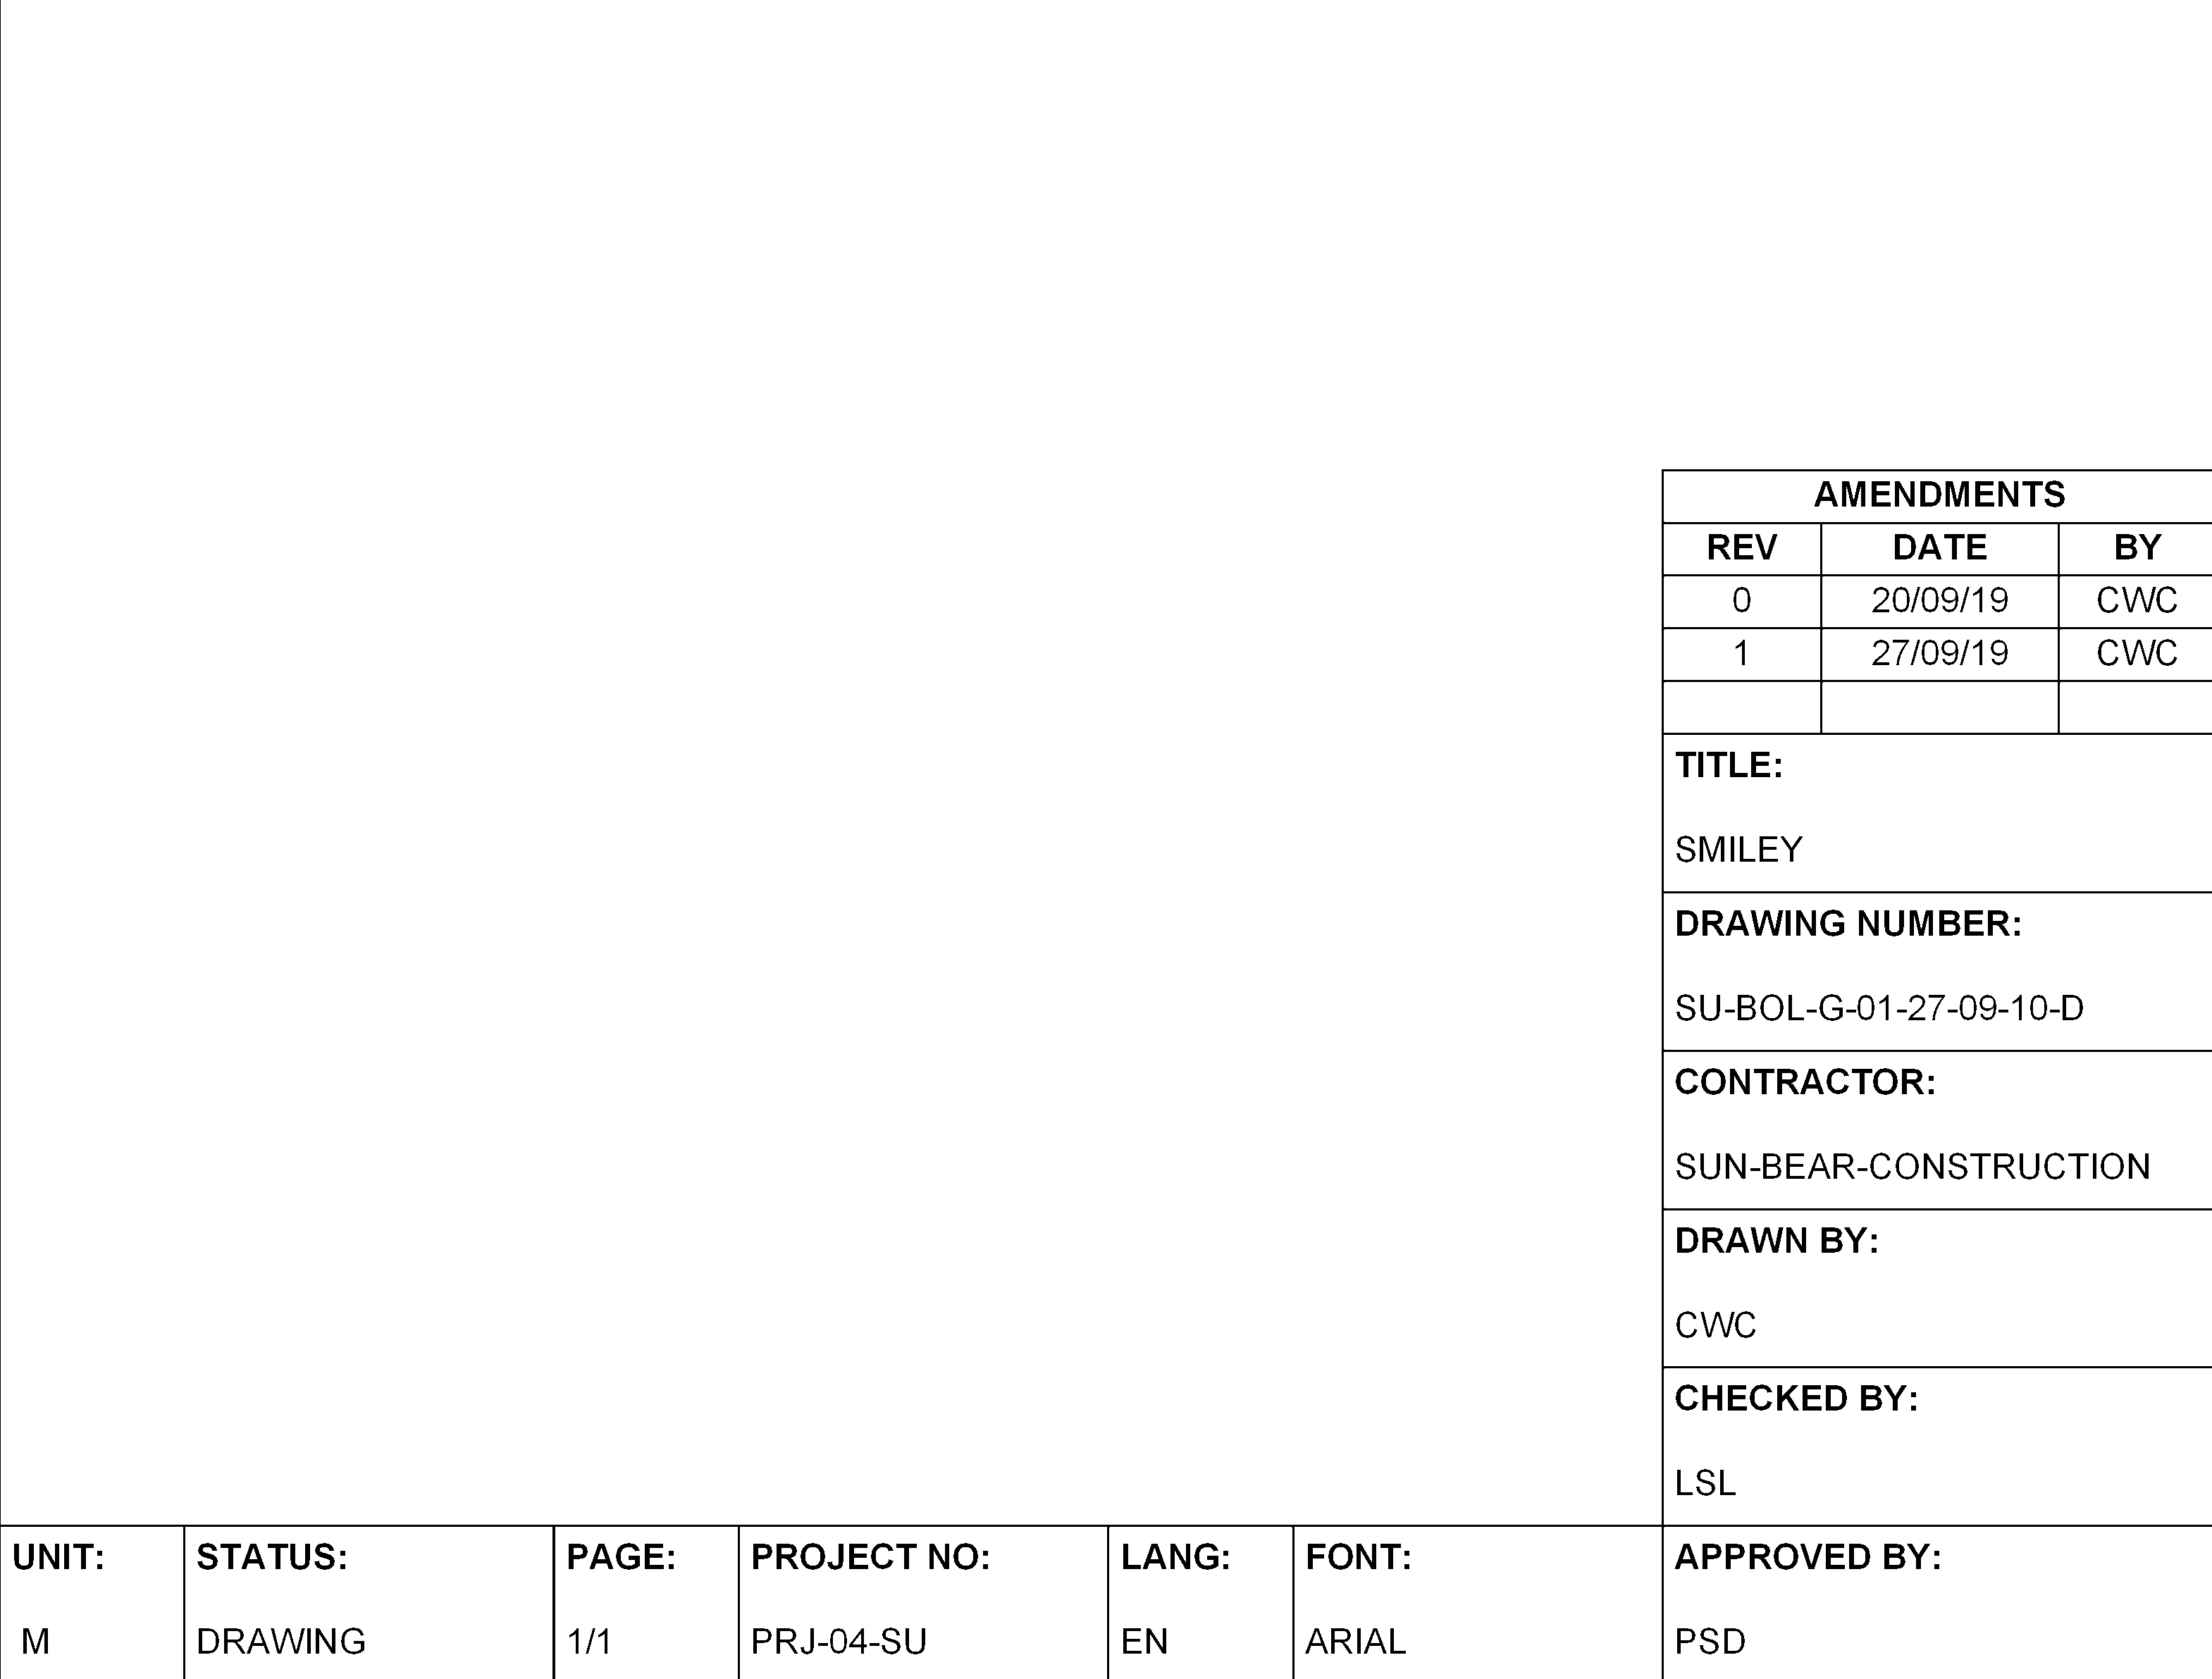 AMENDMENTS
REV DATE BY
0 20/09/19 CWC
1 27/09/19 CWC
TITLE:
SMILEY
DRAWING NUMBER:
SU-BOL-G-01-27-09-10-D
CONTRACTOR:
SUN-BEAR-CONSTRUCTION
DRAWN BY:
CWC
CHECKED BY:
LSL
UNIT: STATUS: PAGE: PROJECT NO: LANG: FONT: APPROVED BY:
M DRAWING 1/1 PRJ-04-SU EN ARIAL PSD